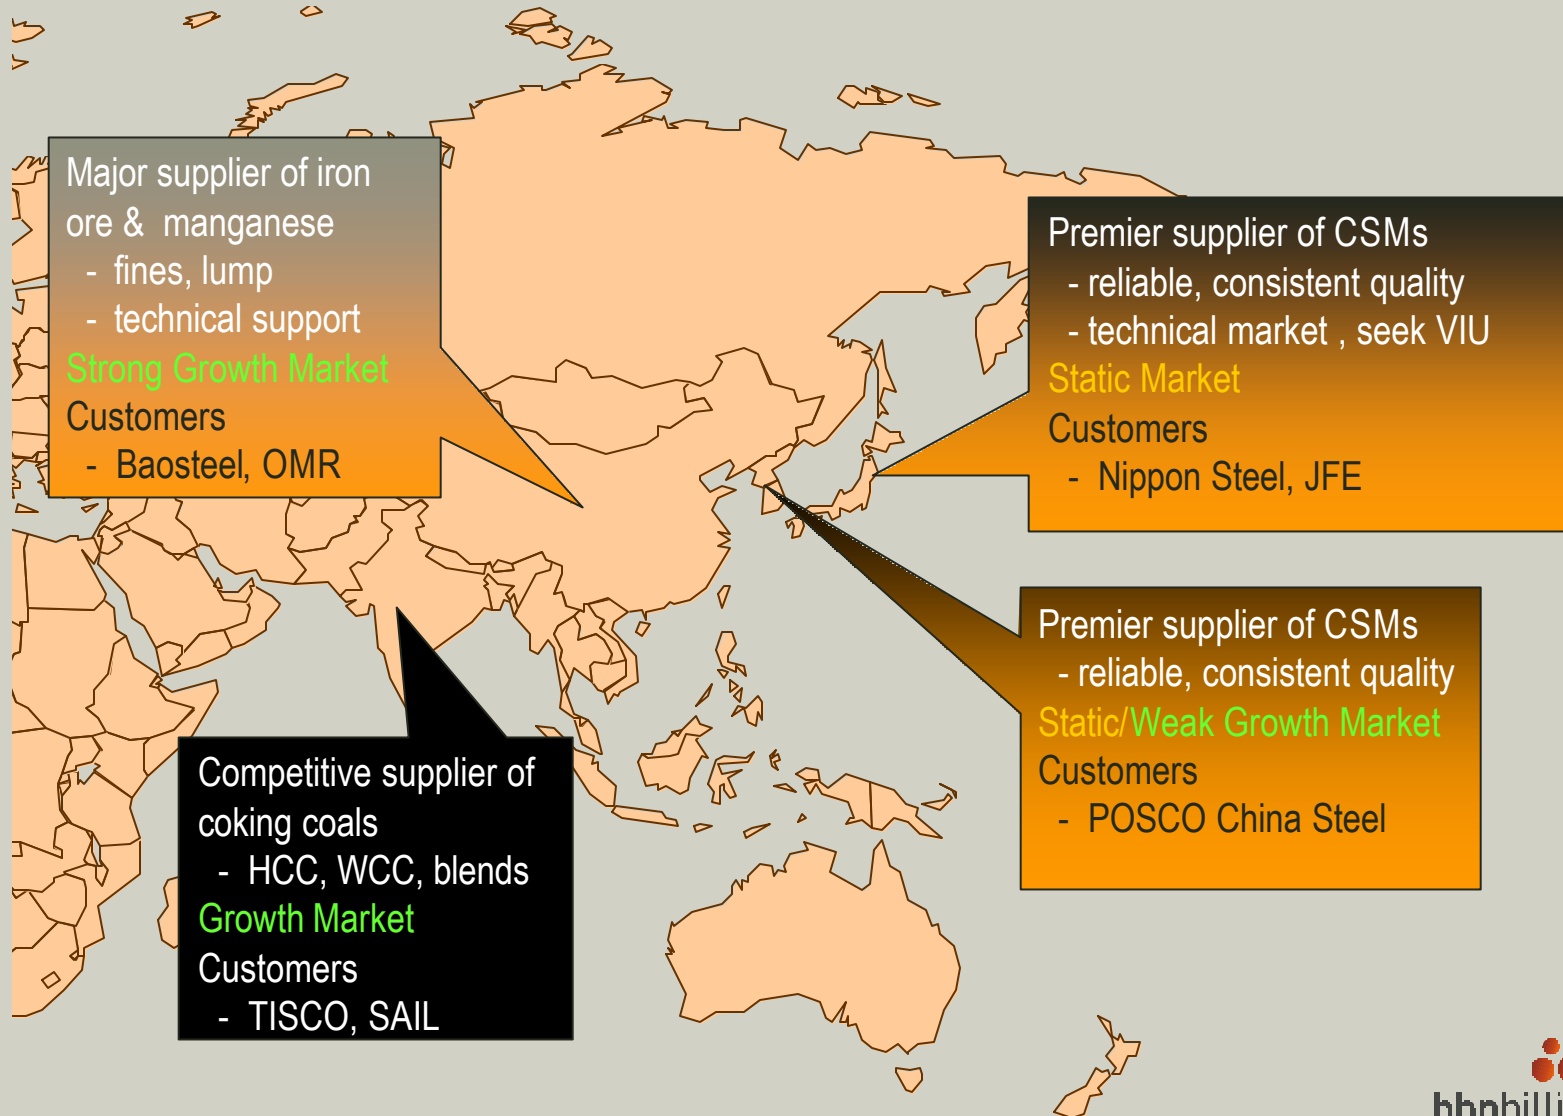 Major supplier of iron
ore & manganese
- fines, lump
- technical support
Strong Growth Market
Customers
- Baosteel, OMR
Premier supplier of CSMs
- reliable, consistent quality
- technical market , seek VIU
Static Market
Customers
- Nippon Steel, JFE
Premier supplier of CSMs
- reliable, consistent quality
Static/Weak Growth Market
Customers
- POSCO China Steel
Competitive supplier of
coking coals
- HCC, WCC, blends
Growth Market
Customers
- TISCO, SAIL